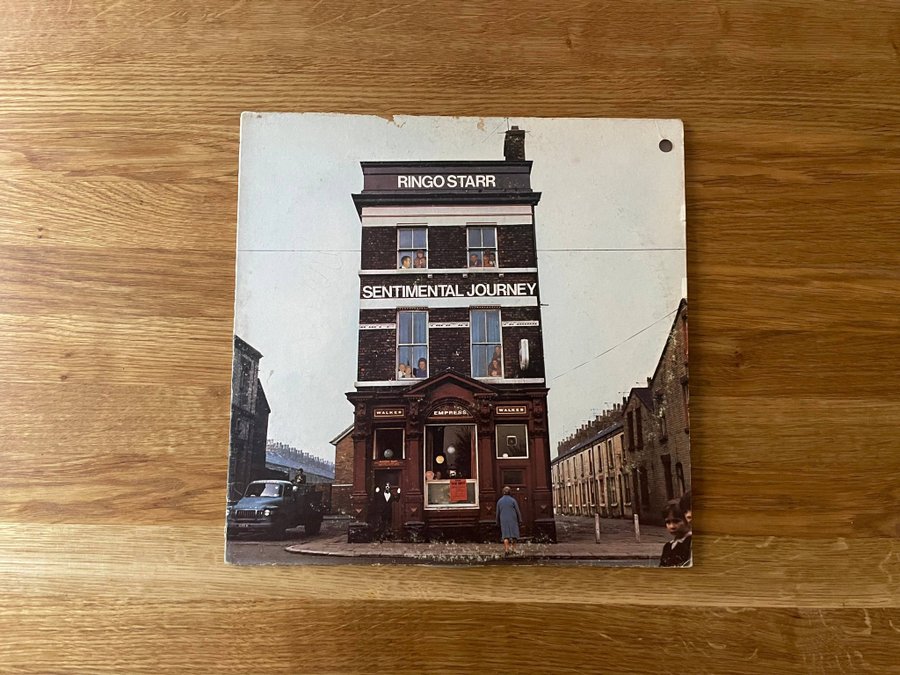 RINGO STARR
SENTIMENTAL JOURNEY
WALKER EMPRESS WALKER